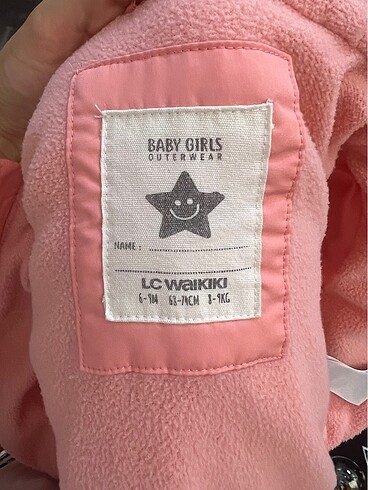 BABY GIRLS
OUTERWEAR
NAME:
LC WAIKIKI
6-9M 68-74CM 8-9KG